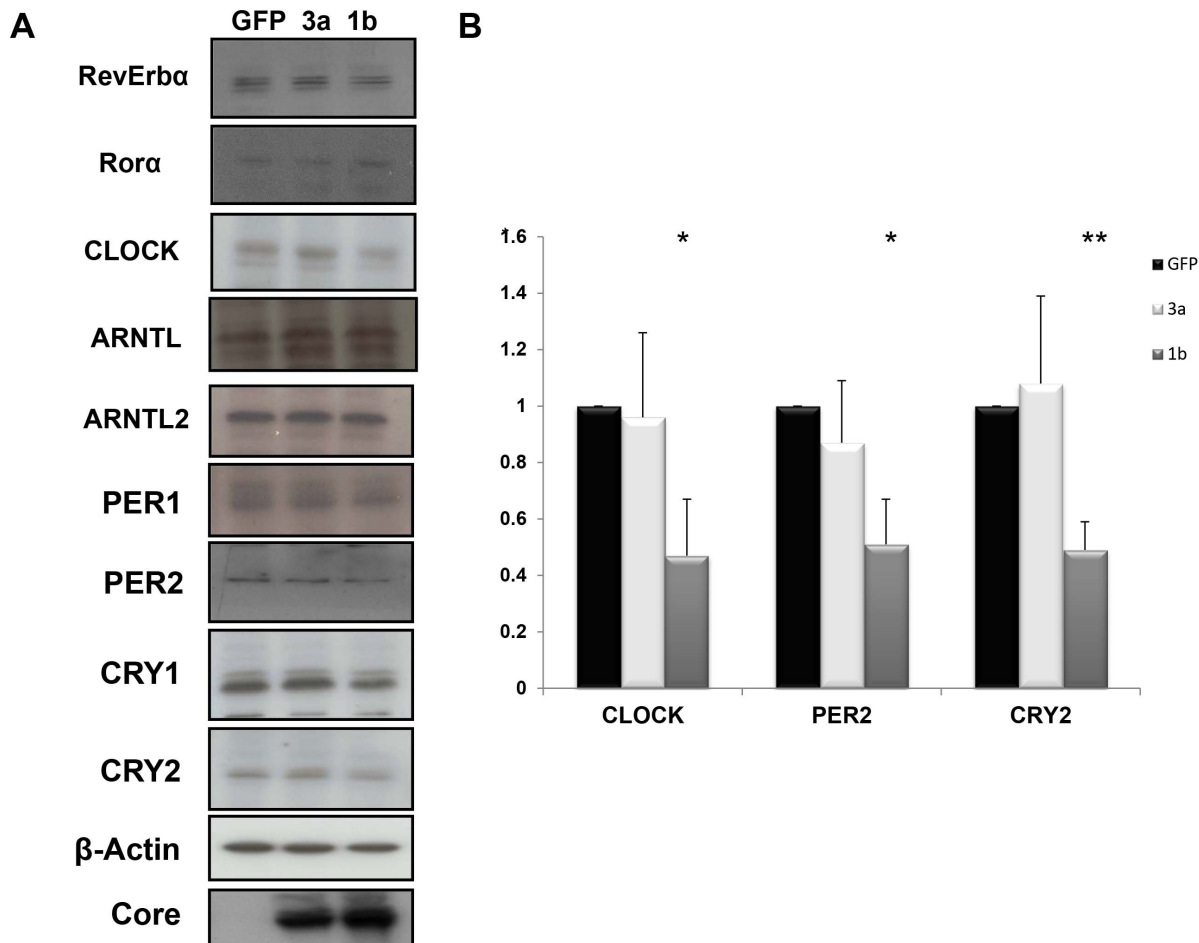 A
GFP 3a 1b
RevErbα
Rorα
CLOCK
ARNTL
ARNTL2
PER1
PER2
CRY1
CRY2
β-Actin
Core
B
* * **
1.6
1.4
1.2
1
0.8
0.6
0.4
0.2
0
CLOCK PER2 CRY2
GFP
3a
1b